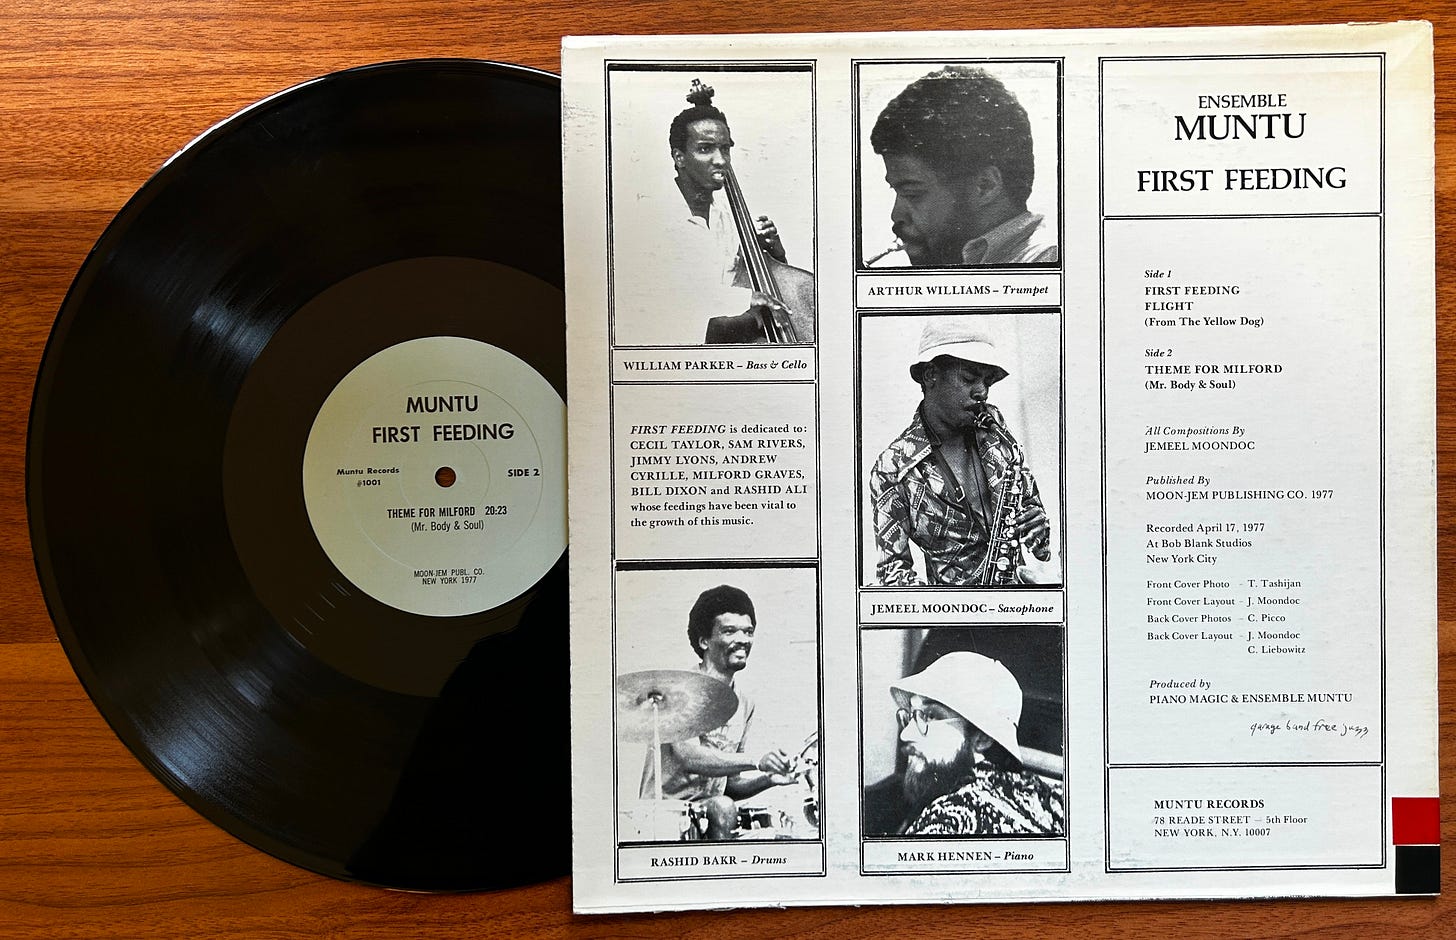 MUNTU
FIRST FEEDING
Muntu Records
#1001
SIDE 2
THEME FOR MILFORD 20:23
(Mr. Body & Soul)
MOON-JEM PUBL. CO.
NEW YORK 1977
WILLIAM PARKER – Bass & Cello
FIRST FEEDING is dedicated to:
CECIL TAYLOR, SAM RIVERS,
JIMMY LYONS, ANDREW
CYRILLE, MILFORD GRAVES,
BILL DIXON and RASHID ALI
whose feedings have been vital to
the growth of this music.
RASHID BAKR – Drums
ARTHUR WILLIAMS – Trumpet
JEMEEL MOONDOC – Saxophone
MARK HENNEN – Piano
ENSEMBLE
MUNTU
FIRST FEEDING
Side 1
FIRST FEEDING
FLIGHT
(From The Yellow Dog)
Side 2
THEME FOR MILFORD
(Mr. Body & Soul)
All Compositions By
JEMEEL MOONDOC
Published By
MOON-JEM PUBLISHING CO. 1977
Recorded April 17, 1977
At Bob Blank Studios
New York City
Front Cover Photo – T. Tashijan
Front Cover Layout – J. Moondoc
Back Cover Photos – C. Picco
Back Cover Layout – J. Moondoc
C. Liebowitz
Produced by
PIANO MAGIC & ENSEMBLE MUNTU
garage band free jazz
MUNTU RECORDS
78 READE STREET — 5th Floor
NEW YORK, N.Y. 10007